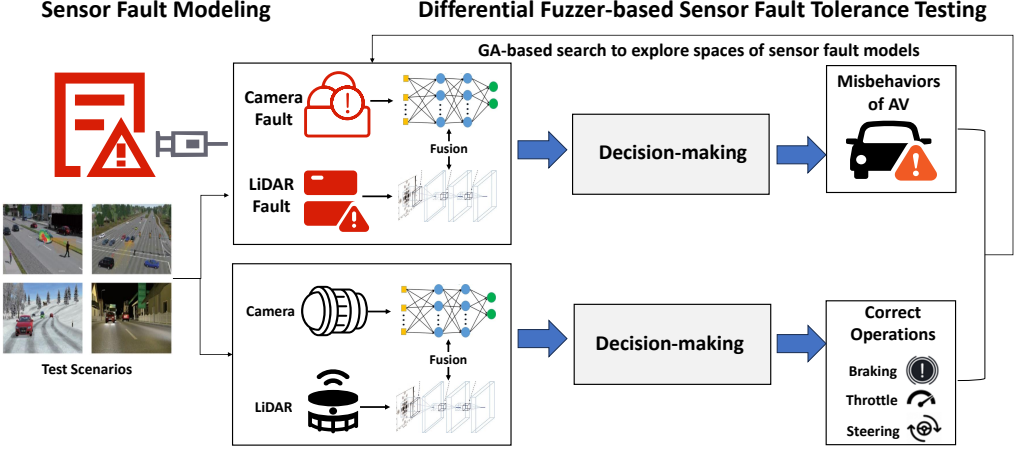 Sensor Fault Modeling
Differential Fuzzer-based Sensor Fault Tolerance Testing
GA-based search to explore spaces of sensor fault models
Camera
Fault
Fusion
LiDAR
Fault
Decision-making
Misbehaviors
of AV
Test Scenarios
Camera
Fusion
LiDAR
Decision-making
Correct
Operations
Braking
Throttle
Steering